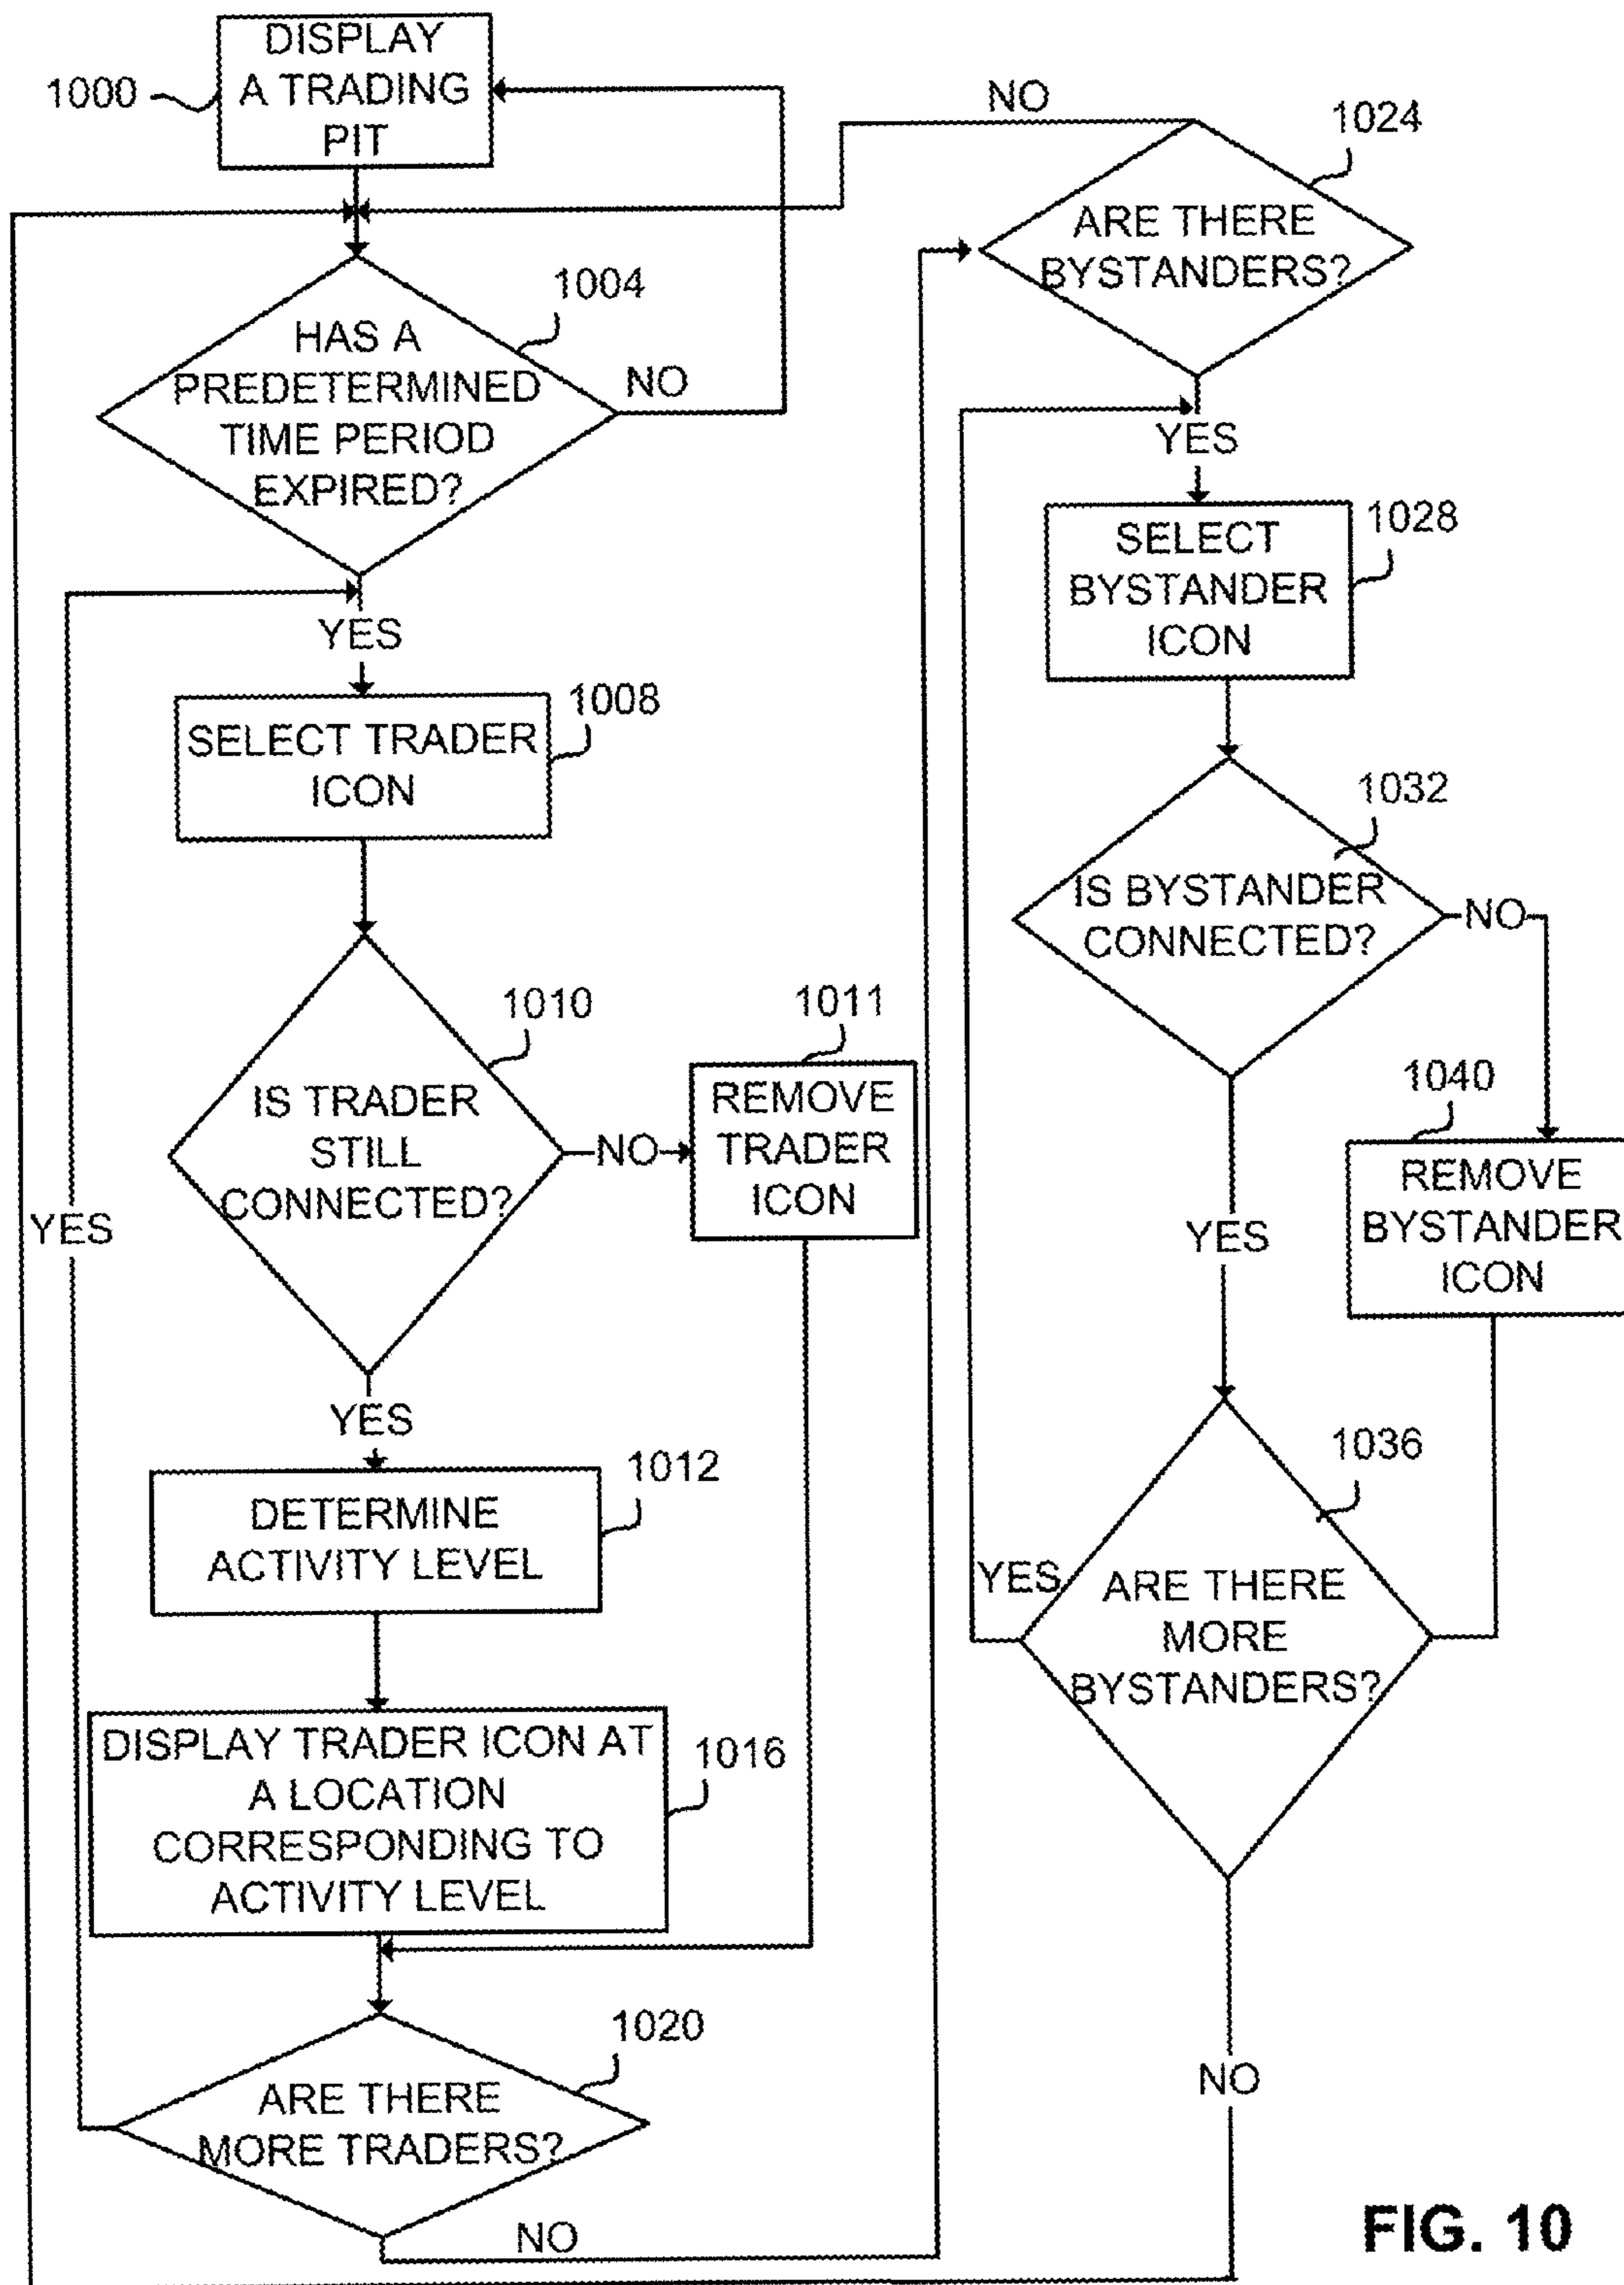 DISPLAY
A TRADING
PIT
1000
HAS A
PREDETERMINED
TIME PERIOD
EXPIRED?
1004
NO
YES
SELECT TRADER
ICON
1008
IS TRADER
STILL
CONNECTED?
1010
NO
REMOVE
TRADER
ICON
1011
YES
DETERMINE
ACTIVITY LEVEL
1012
DISPLAY TRADER ICON AT
A LOCATION
CORRESPONDING TO
ACTIVITY LEVEL
1016
ARE THERE
MORE TRADERS?
1020
YES
NO
ARE THERE
BYSTANDERS?
1024
NO
YES
SELECT
BYSTANDER
ICON
1028
IS BYSTANDER
CONNECTED?
1032
NO
REMOVE
BYSTANDER
ICON
1040
YES
ARE THERE
MORE
BYSTANDERS?
1036
YES
NO
FIG. 10